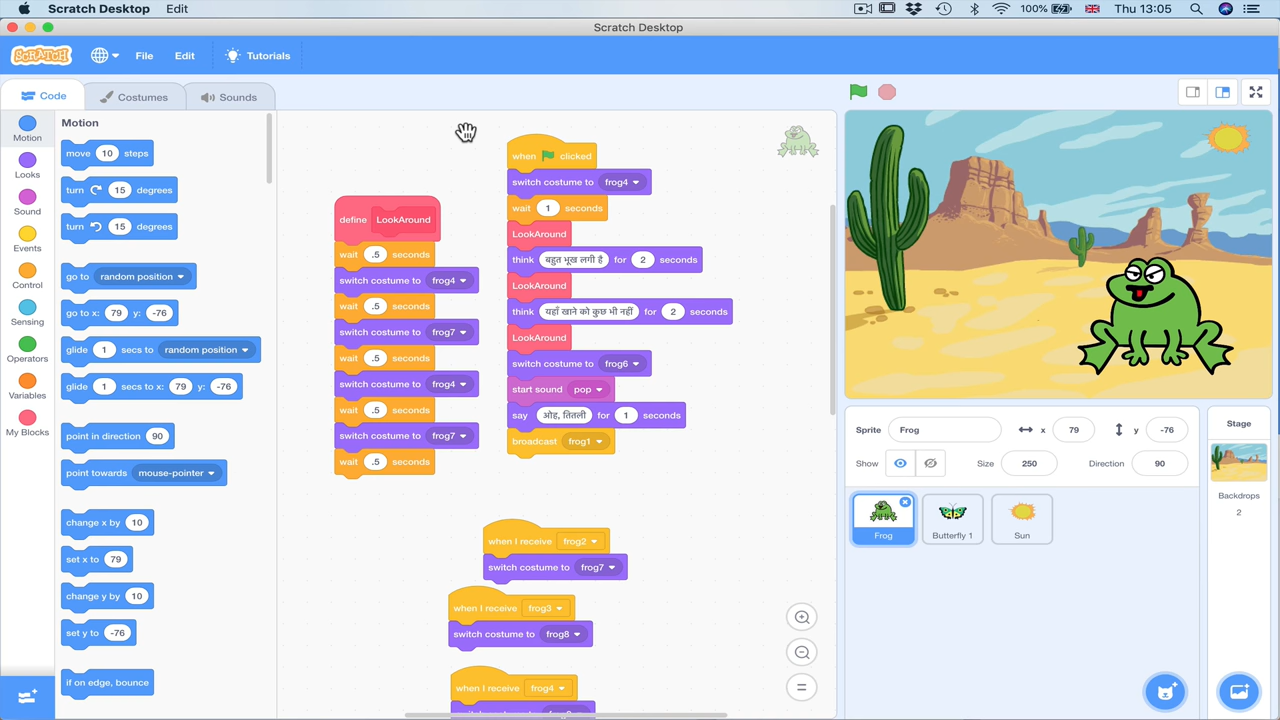 Scratch Desktop Edit 100% Thu 13:05
Scratch Desktop
SCRATCH File Edit Tutorials
Code Costumes Sounds
Motion
Looks
Sound
Events
Control
Sensing
Operators
Variables
My Blocks
Motion
move 10 steps
turn 15 degrees
turn 15 degrees
go to random position
go to x: 79 y: -76
glide 1 secs to random position
glide 1 secs to x: 79 y: -76
point in direction 90
point towards mouse-pointer
change x by 10
set x to 79
change y by 10
set y to -76
if on edge, bounce
define LookAround
wait .5 seconds
switch costume to frog4
wait .5 seconds
switch costume to frog7
wait .5 seconds
switch costume to frog4
wait .5 seconds
switch costume to frog7
wait .5 seconds
when clicked
switch costume to frog4
wait 1 seconds
LookAround
think बहुत भूख लगी है for 2 seconds
LookAround
think यहाँ खाने को कुछ भी नहीं for 2 seconds
LookAround
switch costume to frog6
start sound pop
say ओह, तितली for 1 seconds
broadcast frog1
when I receive frog2
switch costume to frog7
when I receive frog3
switch costume to frog8
when I receive frog4
Sprite Frog x 79 y -76
Show Size 250 Direction 90
Frog Butterfly 1 Sun
Stage
Backdrops
2